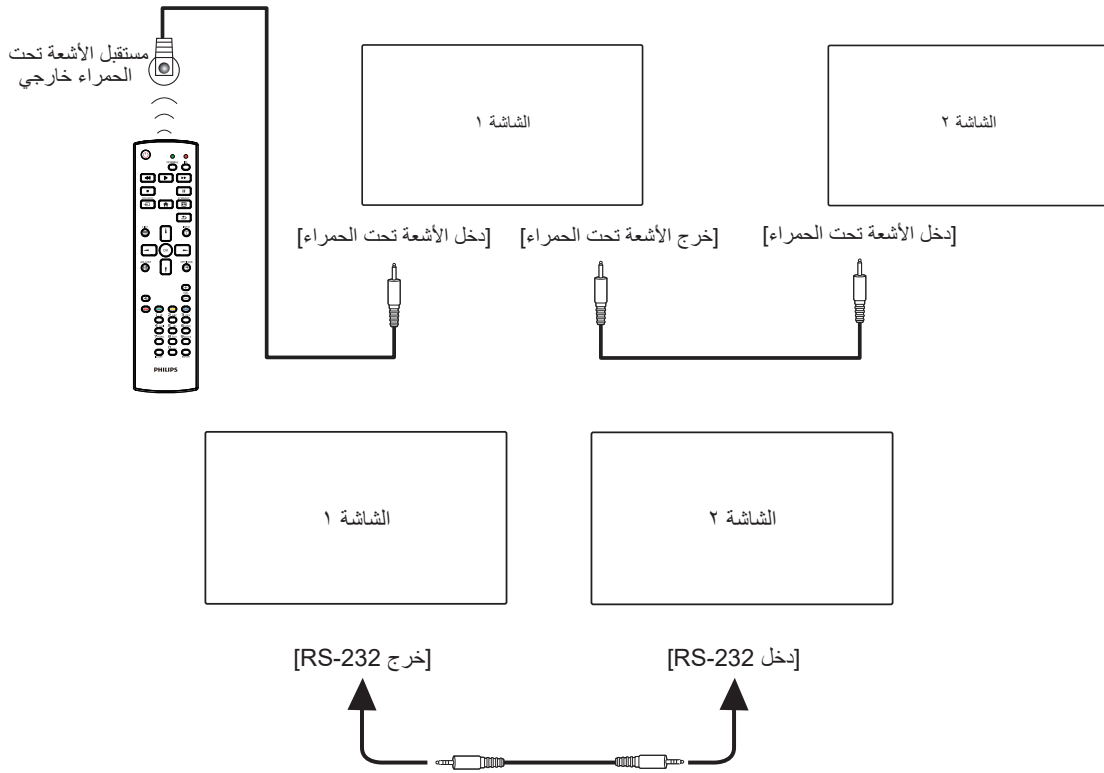 مستقبل الأشعة تحت
الحمراء خارجي
الشاشة ١
الشاشة ٢
[دخل الأشعة تحت الحمراء]
[خرج الأشعة تحت الحمراء]
[دخل الأشعة تحت الحمراء]
PHILIPS
الشاشة ١
الشاشة ٢
[خرج RS-232]
[دخل RS-232]